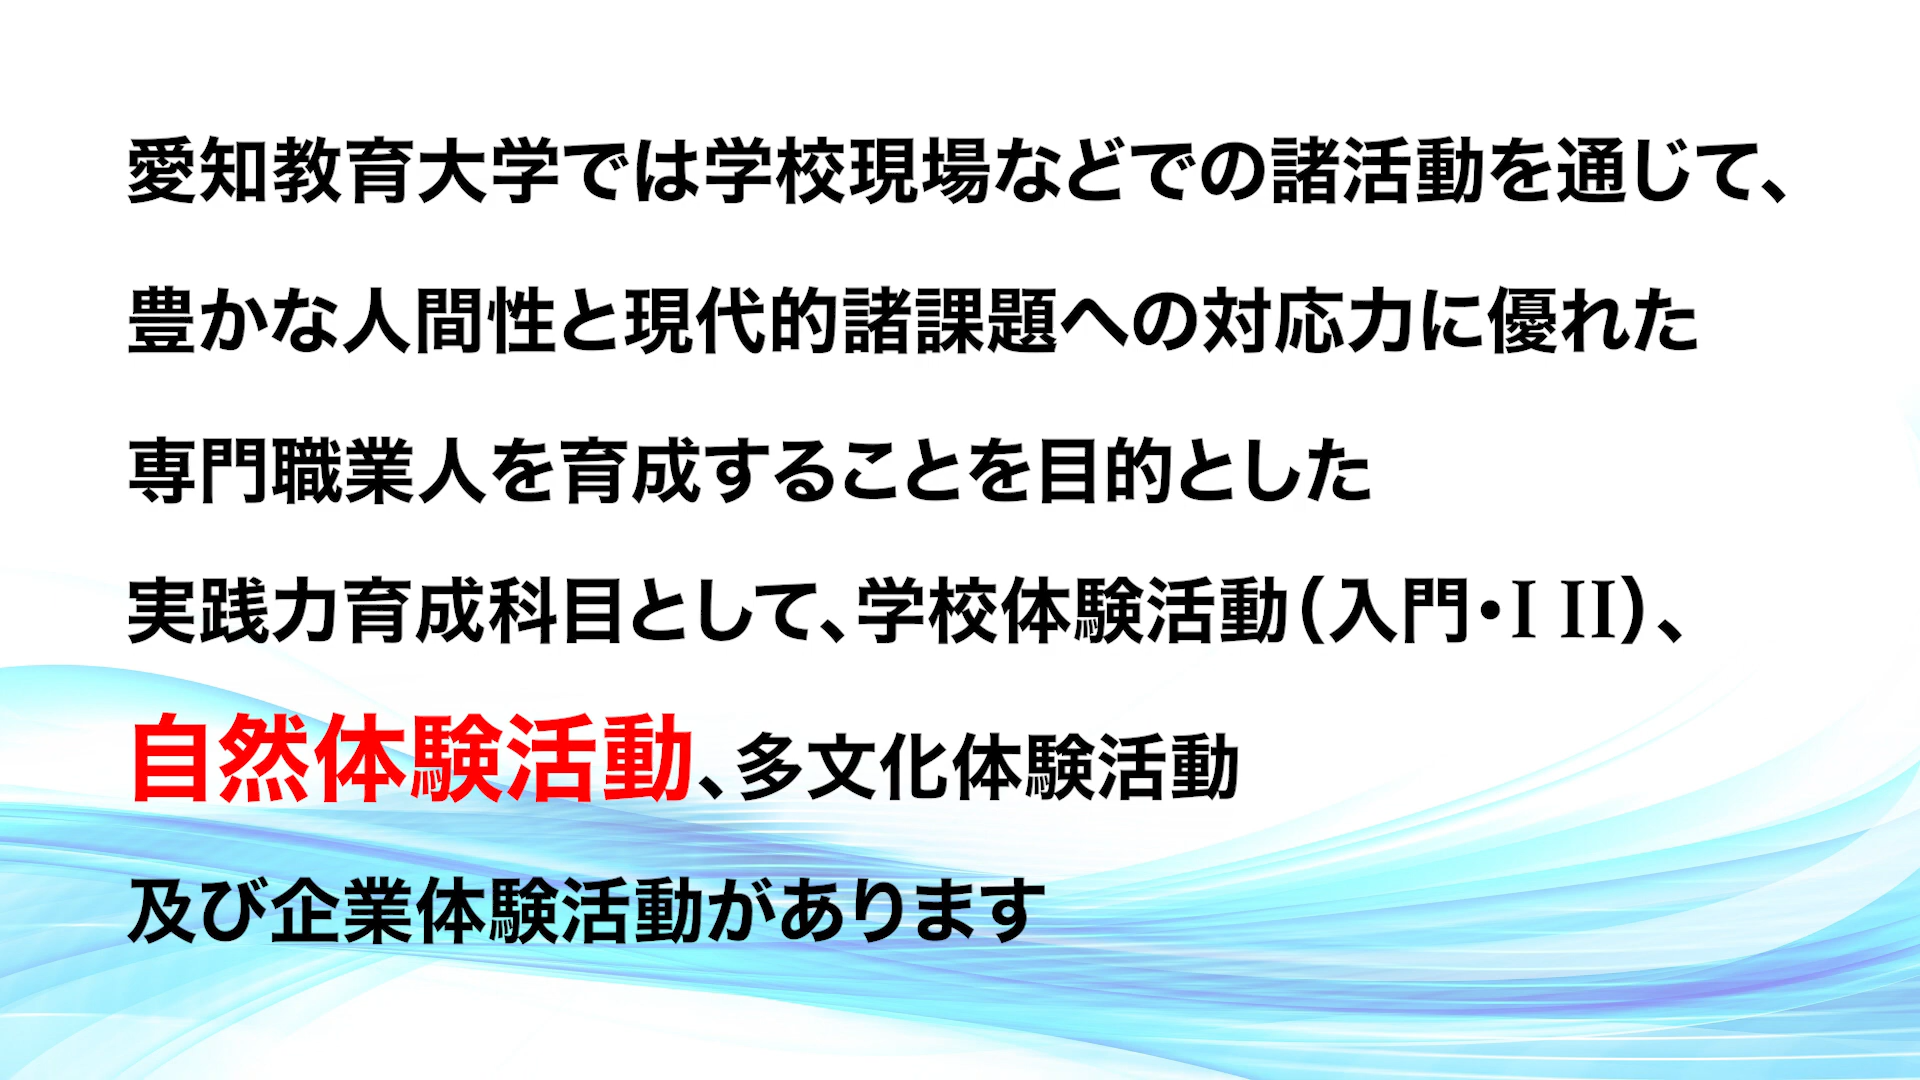 愛知教育大学では学校現場などでの諸活動を通じて、
豊かな人間性と現代的諸課題への対応力に優れた
専門職業人を育成することを目的とした
実践力育成科目として、学校体験活動（入門・I II）、
自然体験活動、多文化体験活動
及び企業体験活動があります